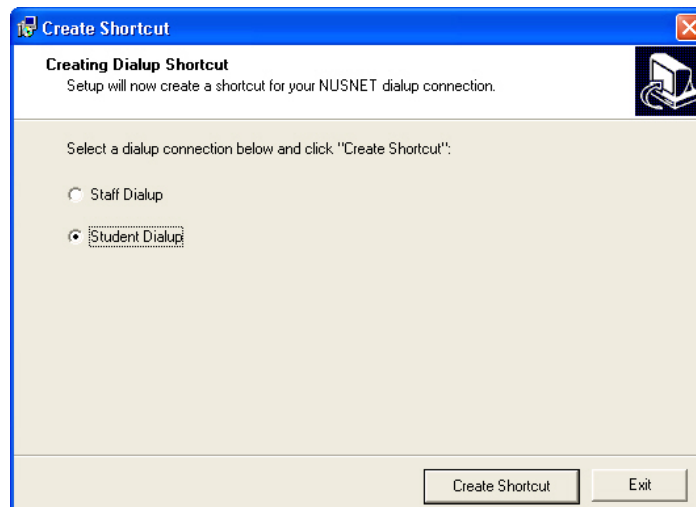 Create Shortcut
Creating Dialup Shortcut
Setup will now create a shortcut for your NUSNET dialup connection.
Select a dialup connection below and click "Create Shortcut":
Staff Dialup
Student Dialup
Create Shortcut
Exit